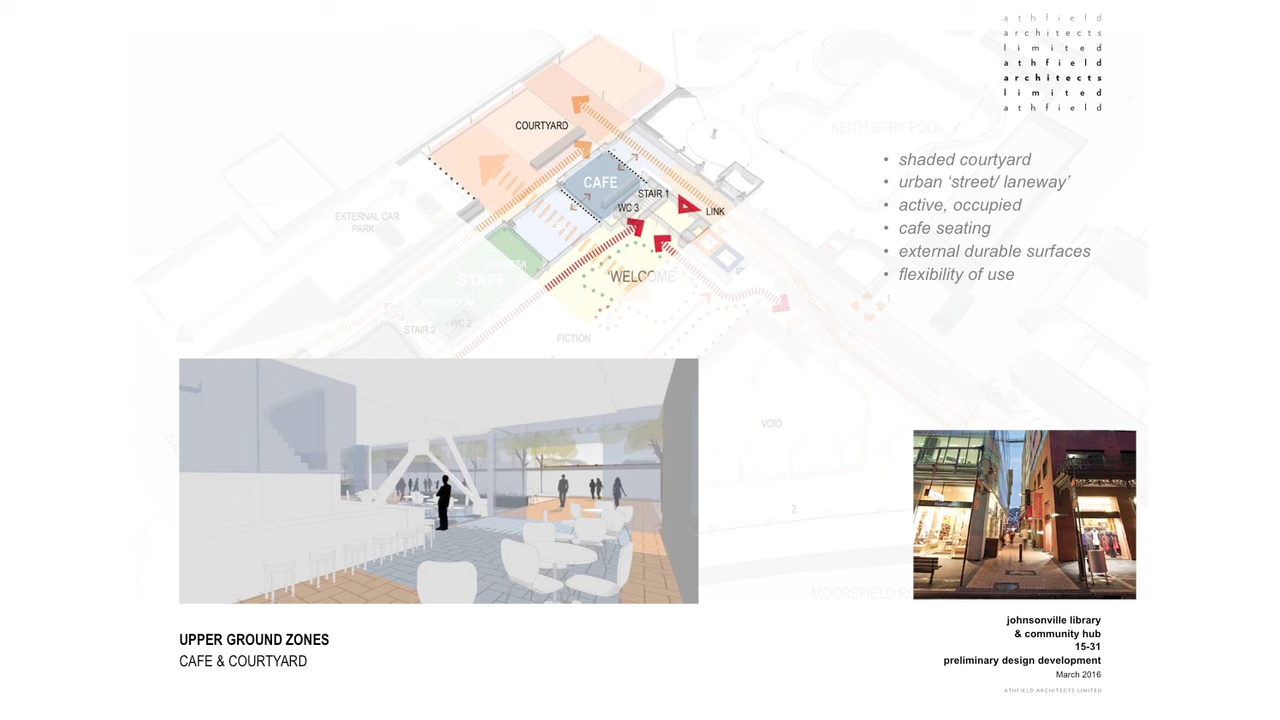 athfield
architects
limited
athfield
architects
limited
athfield
KEITH SPRY POOL
COURTYARD
• shaded courtyard
• urban ‘street/ laneway’
• active, occupied
• cafe seating
• external durable surfaces
• flexibility of use
CAFE
STAIR 1
WC 3
LINK
EXTERNAL CAR
PARK
STAFF
‘WELCOME’
1
STAIR 2
WC 2
FICTION
VOID
2.
MOOREFIELD
UPPER GROUND ZONES
CAFE & COURTYARD
johnsonville library
& community hub
15-31
preliminary design development
March 2016
ATHFIELD ARCHITECTS LIMITED